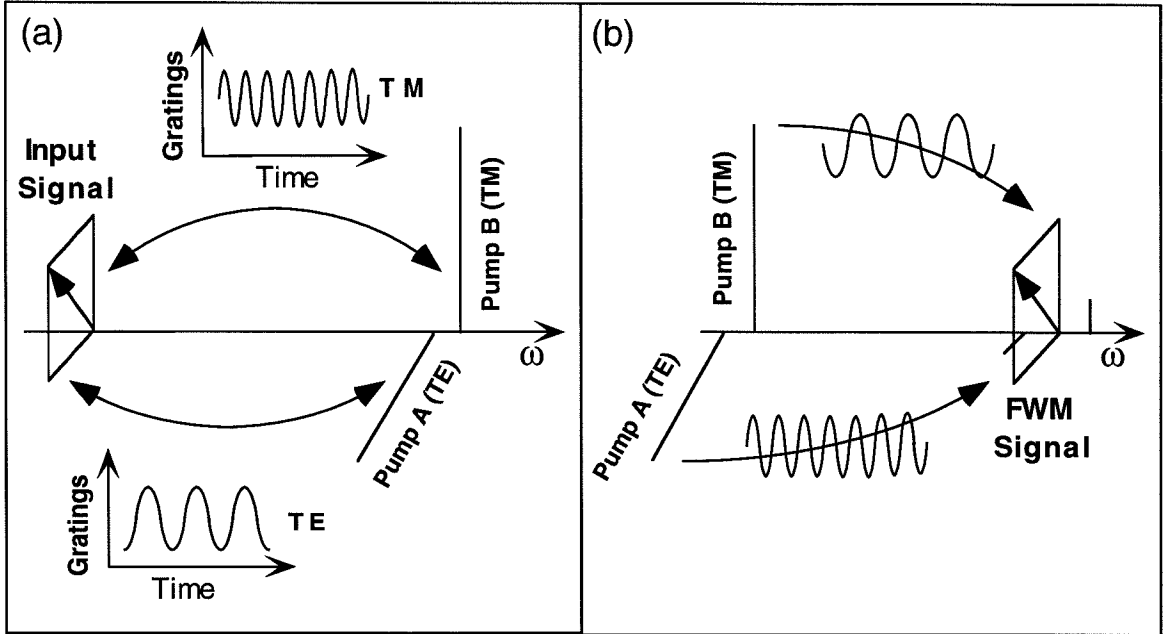 (a)
Gratings
T M
Time
Input
Signal
Pump B (TM)
ω
Pump A (TE)
Gratings
T E
Time
(b)
Pump B (TM)
Pump A (TE)
ω
FWM
Signal